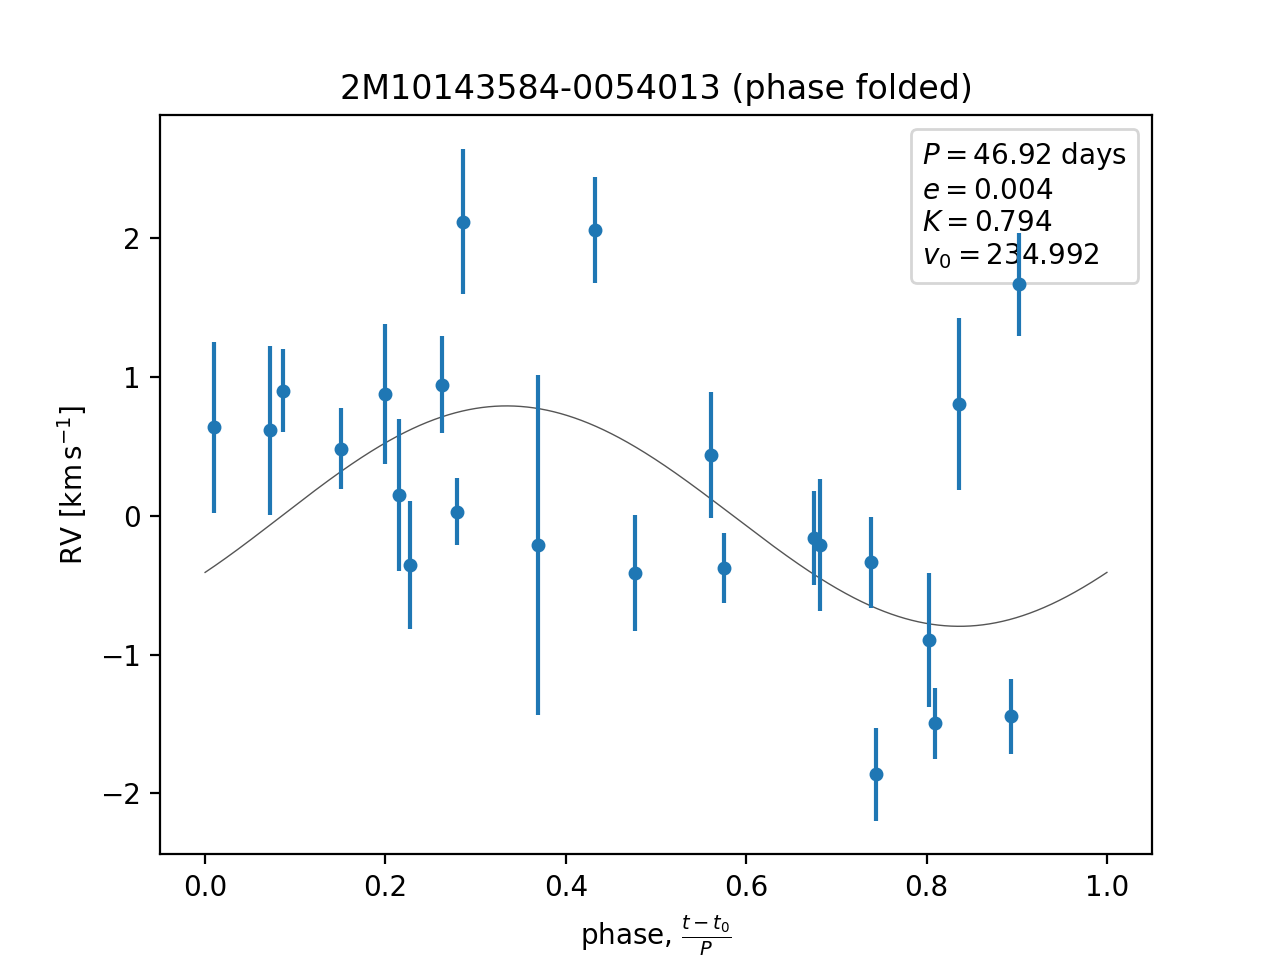 2M10143584-0054013 (phase folded)
P = 46.92 days
e = 0.004
K = 0.794
v₀ = 234.992
RV [km s⁻¹]
2
1
0
−1
−2
0.0 0.2 0.4 0.6 0.8 1.0
phase, (t − t₀)/P